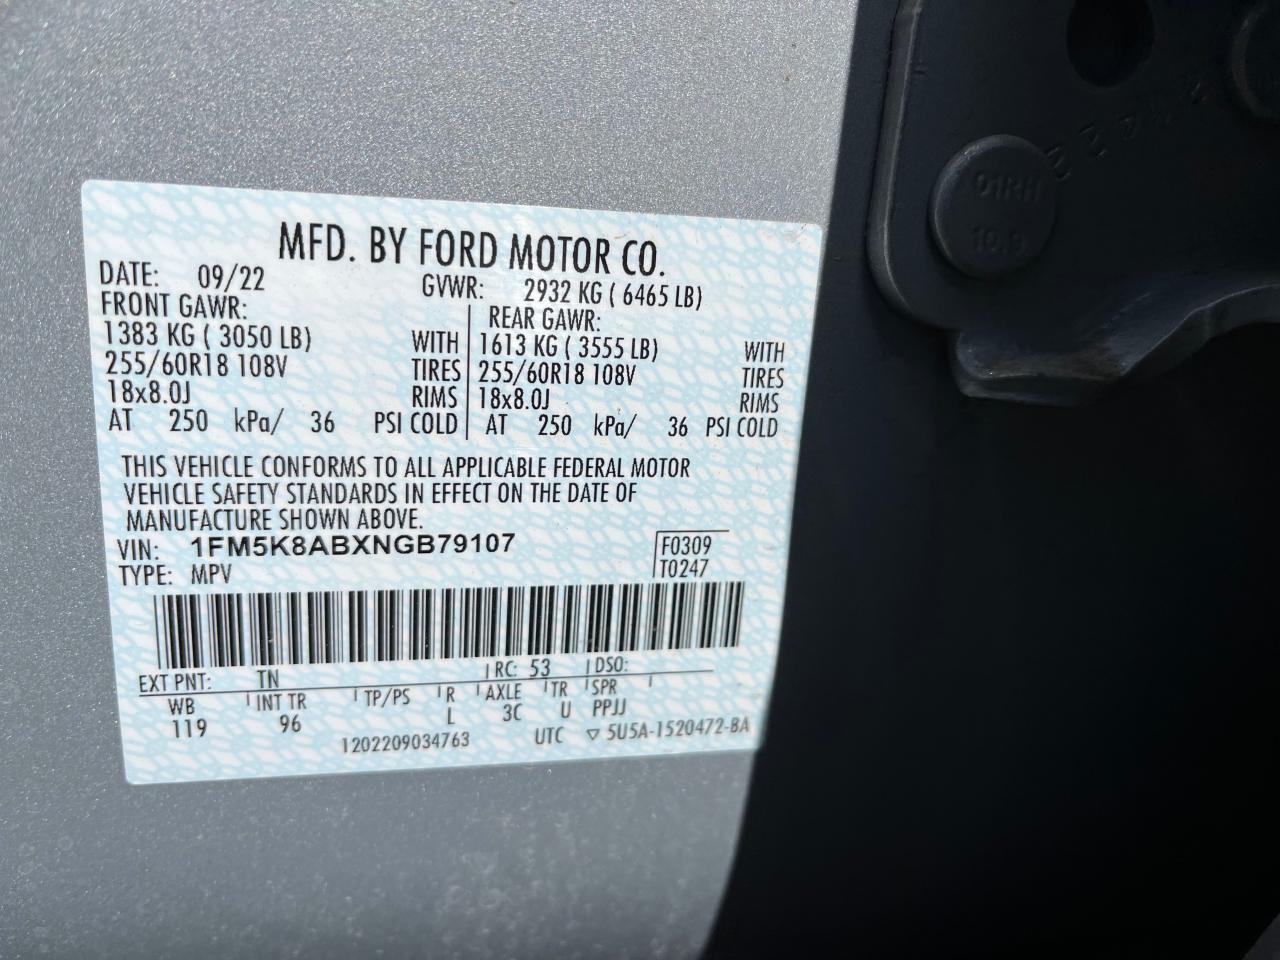 MFD. BY FORD MOTOR CO.
DATE: 09/22 GVWR: 2932 KG ( 6465 LB)
FRONT GAWR: REAR GAWR:
1383 KG ( 3050 LB) WITH 1613 KG ( 3555 LB) WITH
255/60R18 108V TIRES 255/60R18 108V TIRES
18x8.0J RIMS 18x8.0J RIMS
AT 250 kPa/ 36 PSI COLD AT 250 kPa/ 36 PSI COLD
THIS VEHICLE CONFORMS TO ALL APPLICABLE FEDERAL MOTOR
VEHICLE SAFETY STANDARDS IN EFFECT ON THE DATE OF
MANUFACTURE SHOWN ABOVE.
VIN: 1FM5K8ABXNGB79107 F0309
TYPE: MPV T0247
EXT PNT: TN RC: 53 DSO:
WB INT TR TP/PS R AXLE TR SPR
119 96 L 3C U PPJJ
1202209034763 UTC ▽ 5U5A-1520472-BA
01RH
10.9